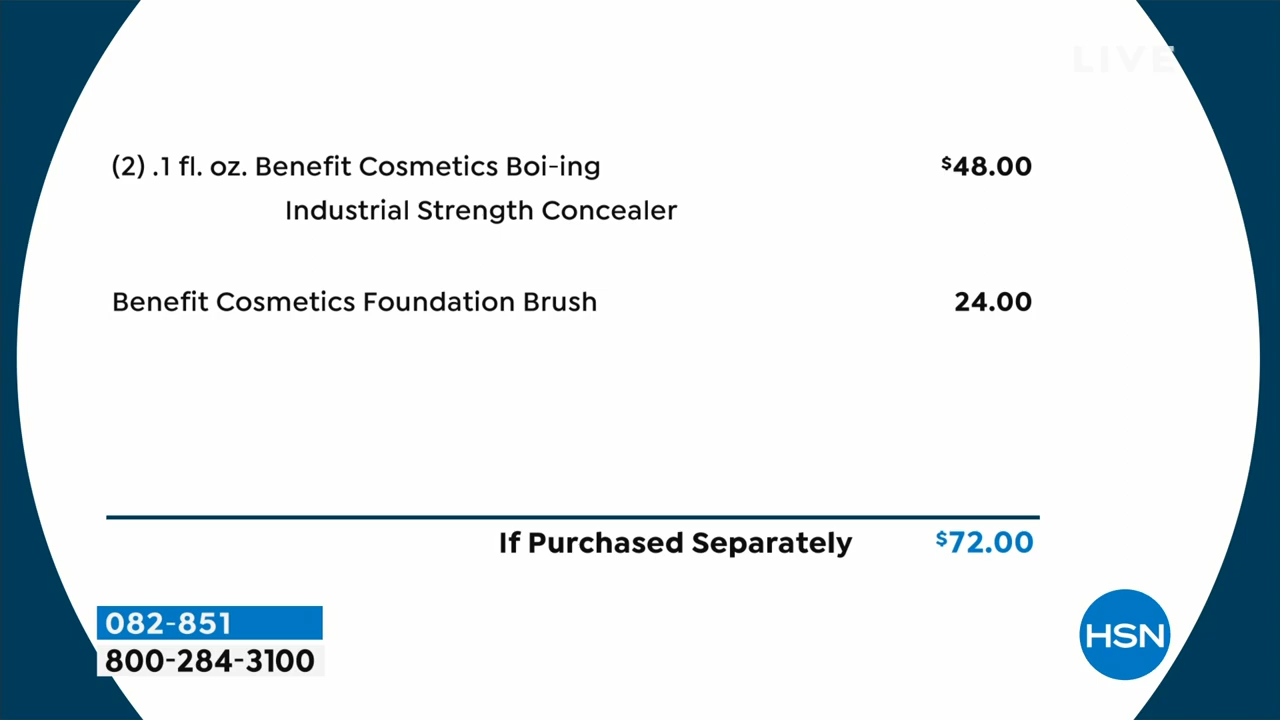 LIVE
(2) .1 fl. oz. Benefit Cosmetics Boi-ing $48.00
Industrial Strength Concealer
Benefit Cosmetics Foundation Brush 24.00
If Purchased Separately $72.00
082-851
800-284-3100
HSN